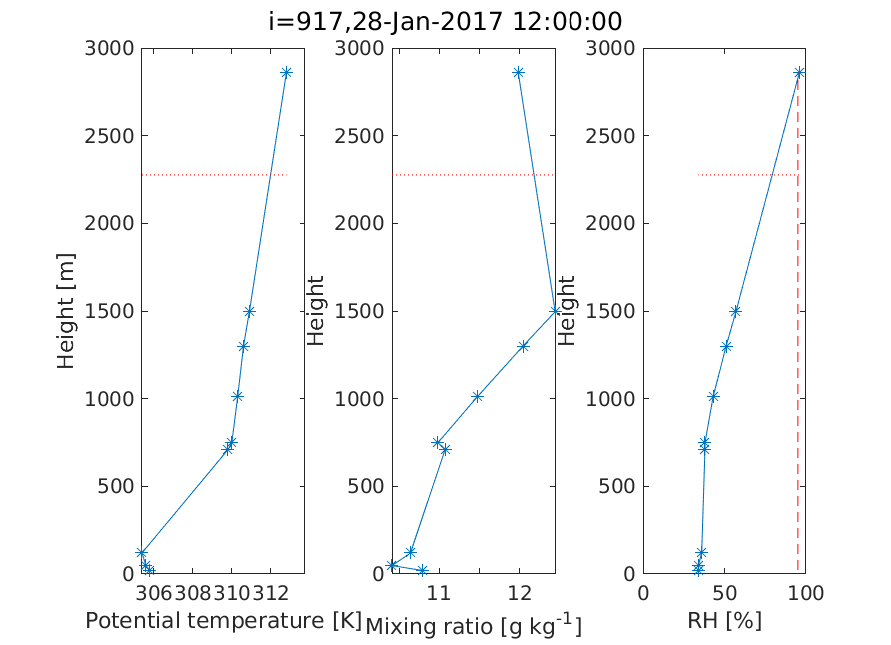 i=917,28-Jan-2017 12:00:00
3000
2500
2000
1500
1000
500
0
Height [m]
306 308 310 312
Potential temperature [K]
3000
2500
2000
1500
1000
500
0
Height
11 12
Mixing ratio [g kg-1]
3000
2500
2000
1500
1000
500
0
Height
0 50 100
RH [%]